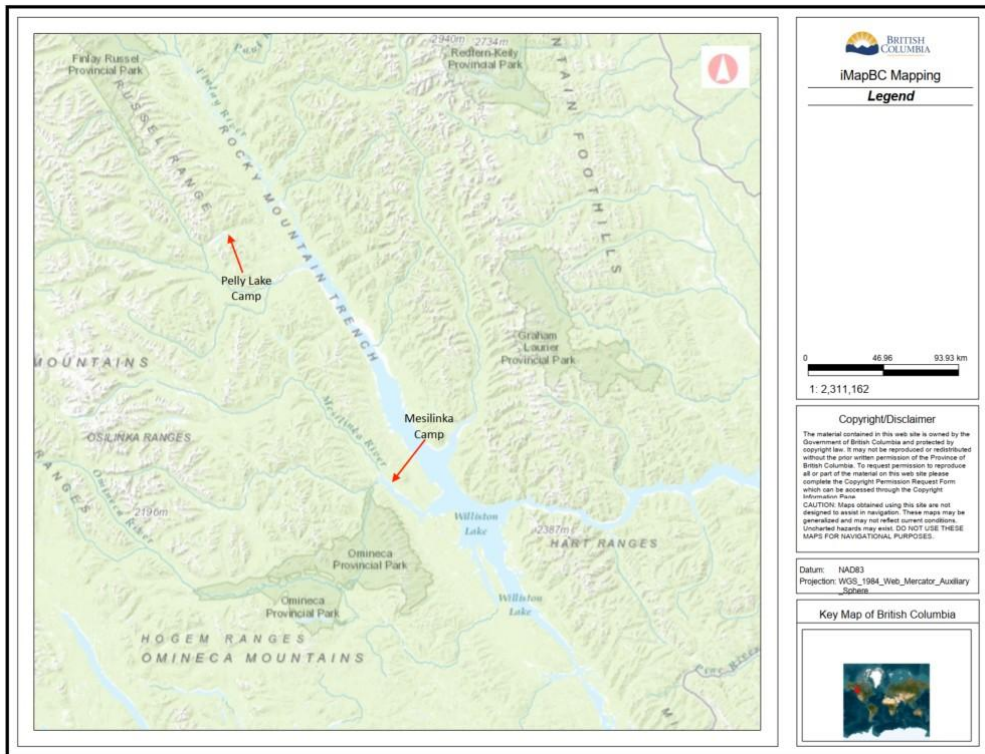 Finlay Russel
Provincial Park
2940m
2734m
Redfern-Keily
Provincial Park
Finlay River
RUSSEL RANGE
ROCKY MOUNTAIN TRENCH
NTAIN FOOTHILLS
Pelly Lake
Camp
Graham
Laurier
Provincial Park
MOUNTAINS
Mesilinka River
Mesilinka
Camp
OSILINKA RANGES
RANGES
Omineca River
2196m
Williston
Lake
2387m
HART RANGES
Omineca
Provincial Park
Omineca
Provincial Park
Williston
Lake
HOGEM RANGES
OMINECA MOUNTAINS
BRITISH
COLUMBIA
iMapBC Mapping
Legend
0 46.96 93.93 km
1: 2,311,162
Copyright/Disclaimer
The material contained in this web site is owned by the
Government of British Columbia and protected by
copyright law. It may not be reproduced or redistributed
without the prior written permission of the Province of
British Columbia. To request permission to reproduce
all or part of the material on this web site please
complete the Copyright Permission Request Form
which can be accessed through the Copyright
Information Page
CAUTION: Maps obtained using this site are not
designed to assist in navigation. These maps may be
generalized and may not reflect current conditions.
Uncharted hazards may exist. DO NOT USE THESE
MAPS FOR NAVIGATIONAL PURPOSES.
Datum: NAD83
Projection: WGS_1984_Web_Mercator_Auxiliary
_Sphere
Key Map of British Columbia